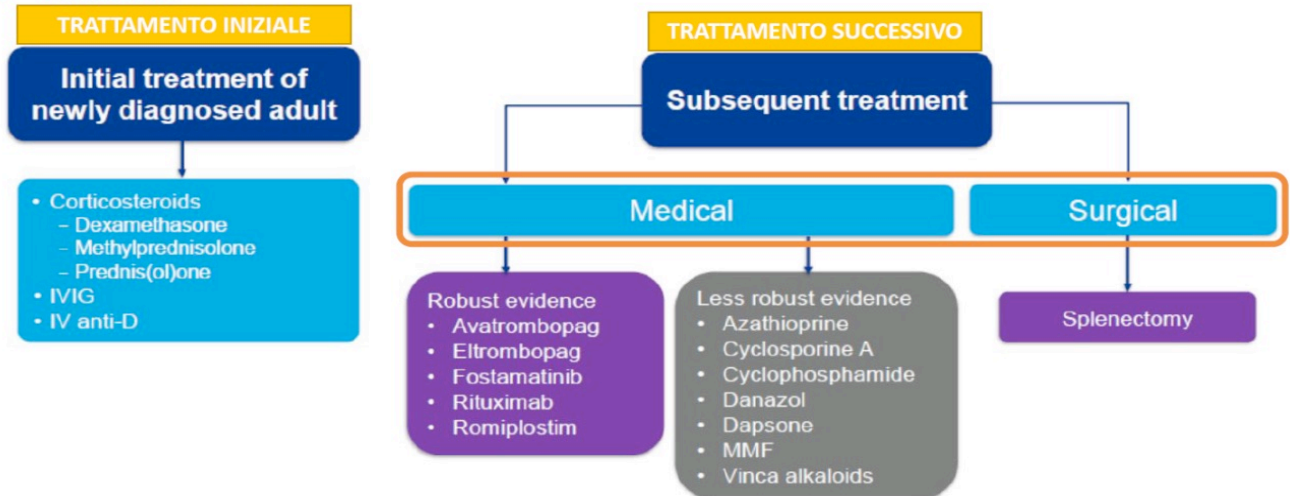 TRATTAMENTO INIZIALE
Initial treatment of
newly diagnosed adult
• Corticosteroids
– Dexamethasone
– Methylprednisolone
– Prednis(ol)one
• IVIG
• IV anti-D
TRATTAMENTO SUCCESSIVO
Subsequent treatment
Medical
Surgical
Robust evidence
• Avatrombopag
• Eltrombopag
• Fostamatinib
• Rituximab
• Romiplostim
Less robust evidence
• Azathioprine
• Cyclosporine A
• Cyclophosphamide
• Danazol
• Dapsone
• MMF
• Vinca alkaloids
Splenectomy